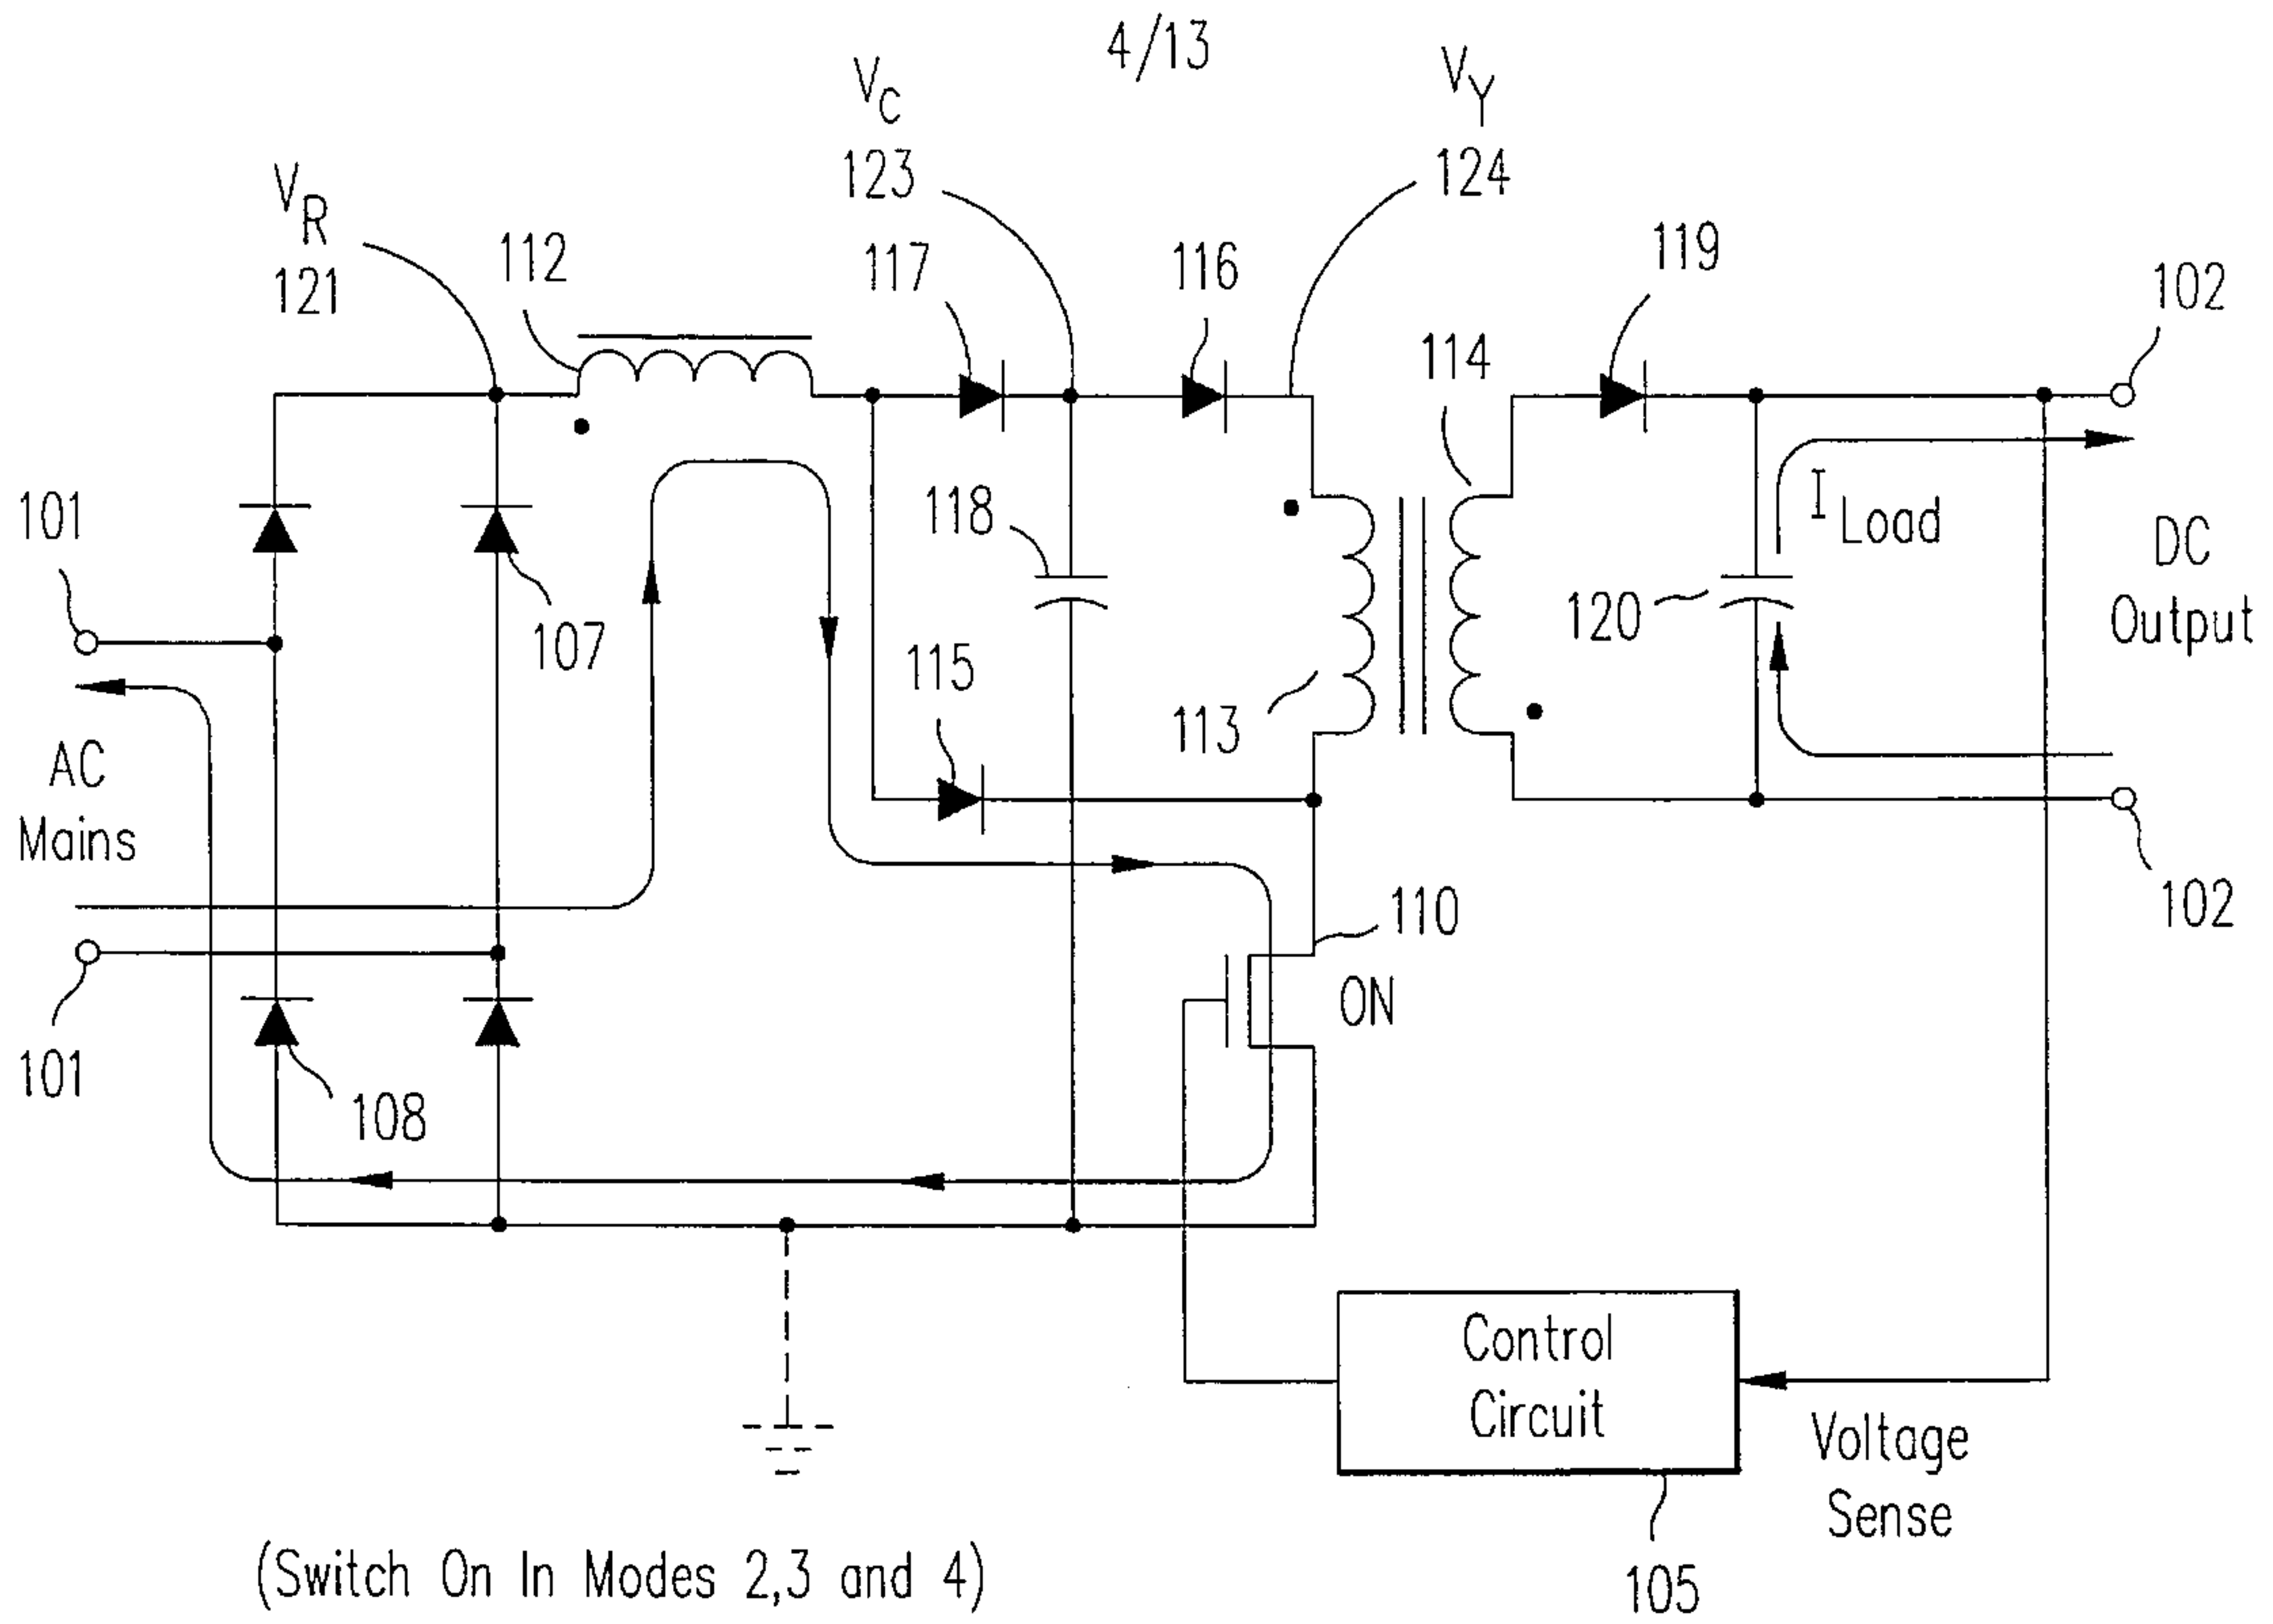 4/13
V_C
123
V_Y
124
V_R
121
112
117
116
119
102
114
101
118
I_Load
DC
Output
107
120
115
113
AC
Mains
110
102
ON
101
108
Control
Circuit
Voltage
Sense
105
(Switch On In Modes 2,3 and 4)